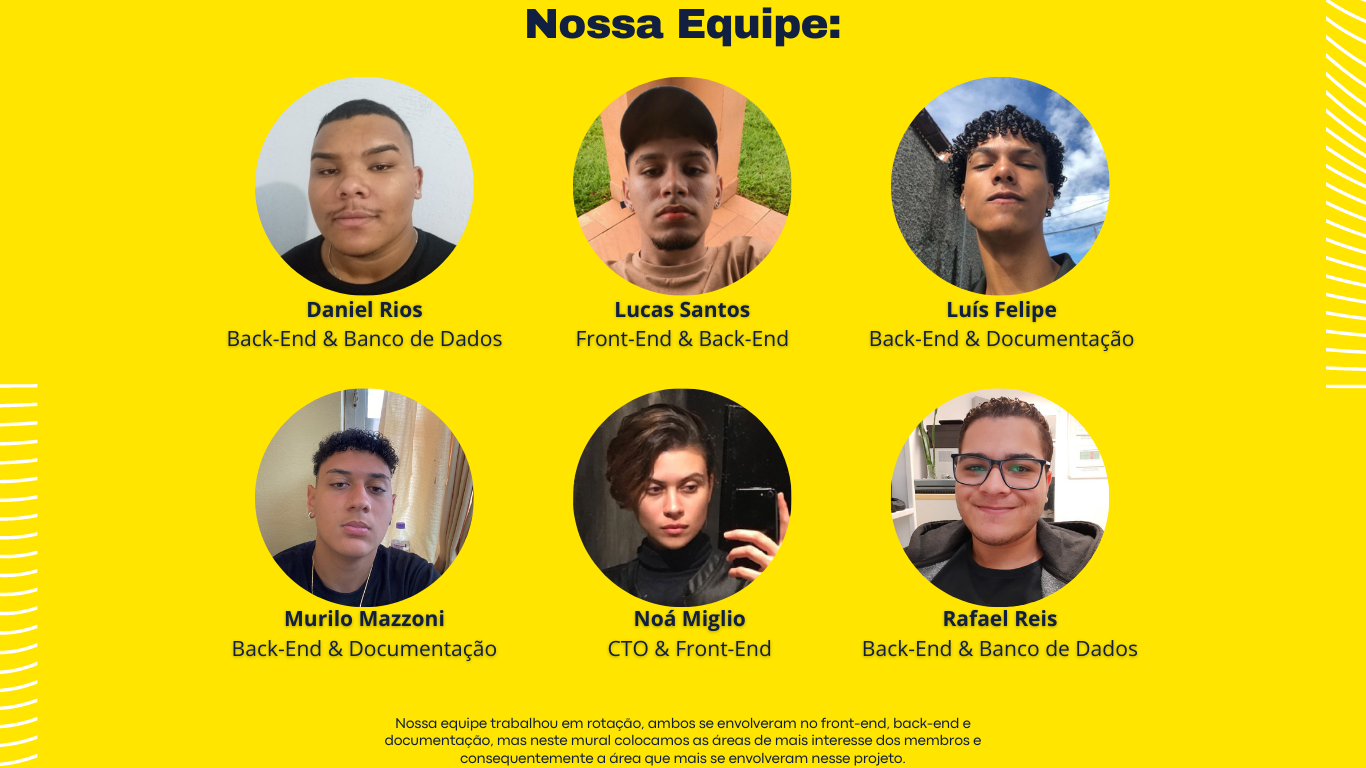 Nossa Equipe:
Daniel Rios
Back-End & Banco de Dados
Lucas Santos
Front-End & Back-End
Luís Felipe
Back-End & Documentação
Murilo Mazzoni
Back-End & Documentação
Noá Miglio
CTO & Front-End
Rafael Reis
Back-End & Banco de Dados
Nossa equipe trabalhou em rotação, ambos se envolveram no front-end, back-end e
documentação, mas neste mural colocamos as áreas de mais interesse dos membros e
consequentemente a área que mais se envolveram nesse projeto.